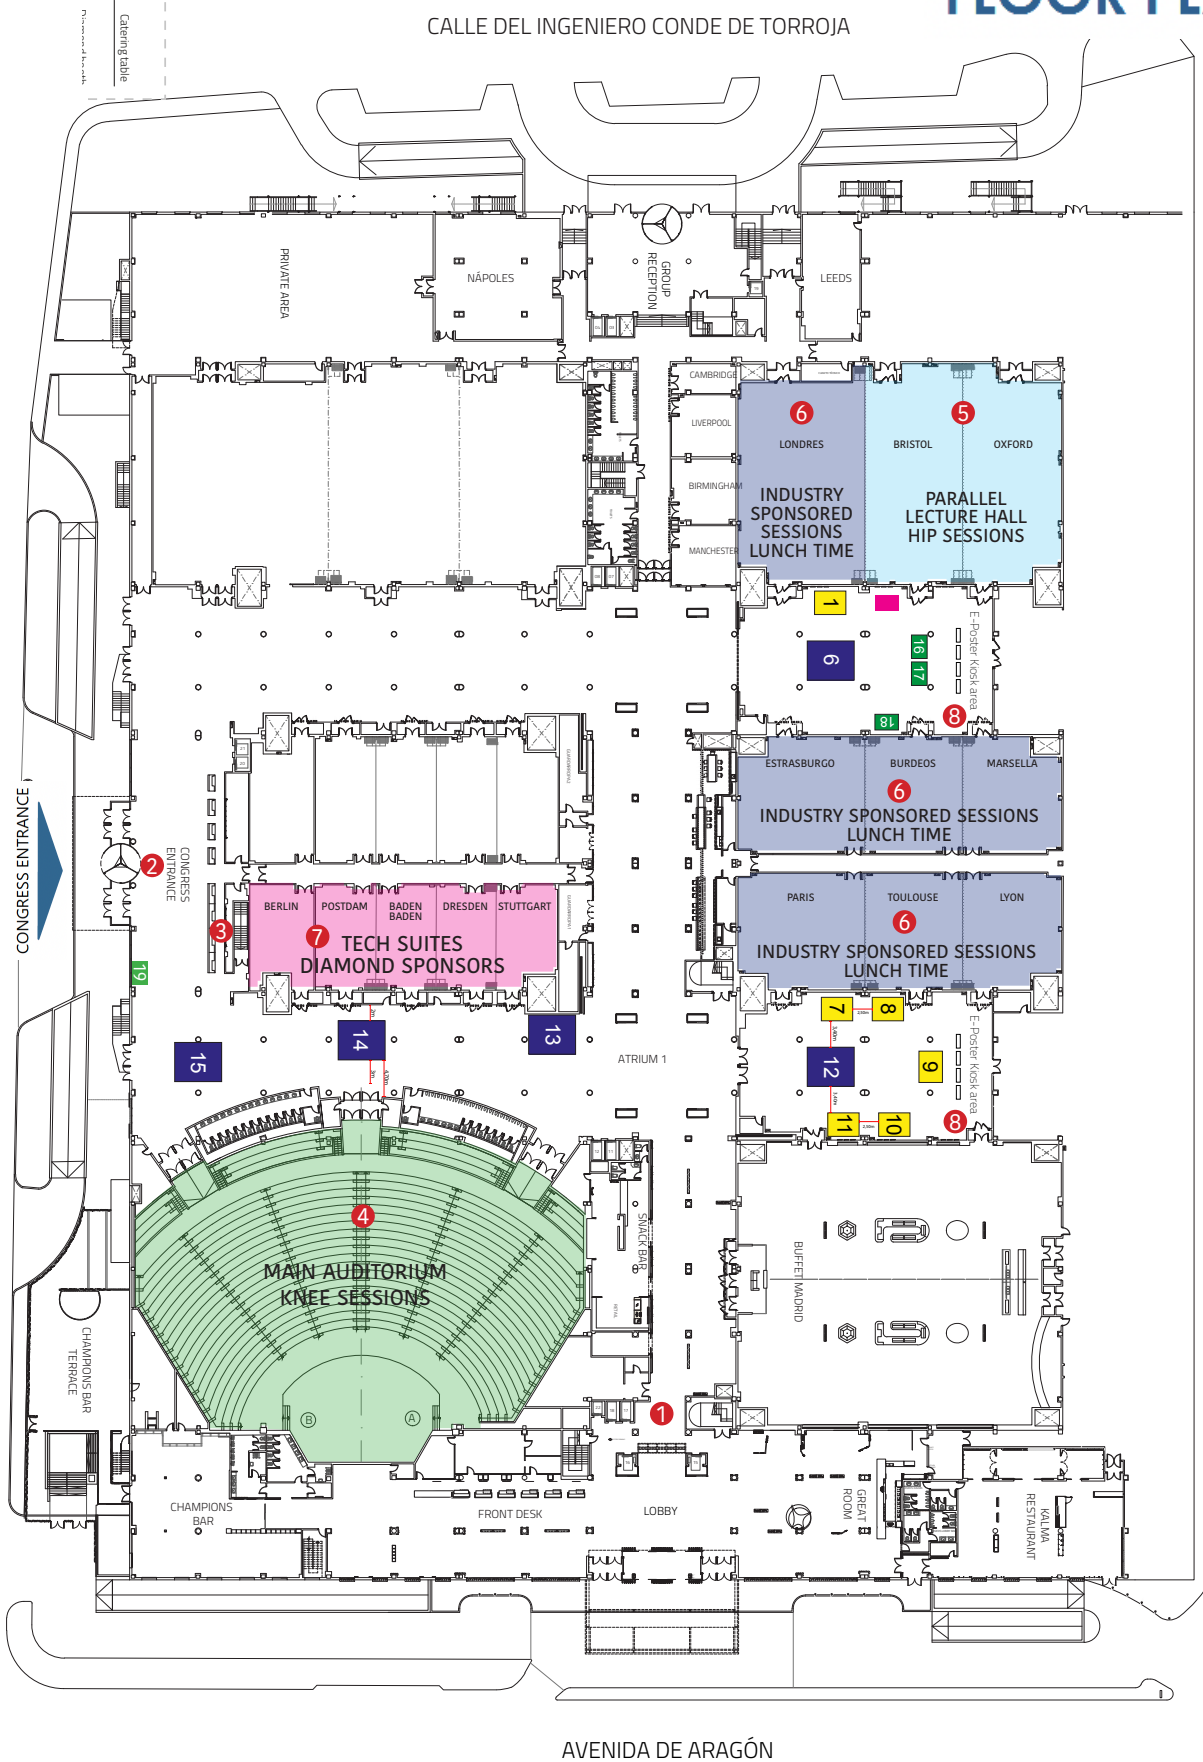 CALLE DEL INGENIERO CONDE DE TORROJA
Catering table
PRIVATE AREA
NÁPOLES
GROUP
RECEPTION
LEEDS
CAMBRIDGE
LIVERPOOL
BIRMINGHAM
MANCHESTER
6
LONDRES
INDUSTRY
SPONSORED
SESSIONS
LUNCH TIME
5
BRISTOL
OXFORD
PARALLEL
LECTURE HALL
HIP SESSIONS
1
6
16
17
18
E-Poster Kiosk area
8
ESTRASBURGO
BURDEOS
MARSELLA
6
INDUSTRY SPONSORED SESSIONS
LUNCH TIME
CONGRESS ENTRANCE
2
CONGRESS
ENTRANCE
3
19
BERLIN
POSTDAM
BADEN
BADEN
DRESDEN
STUTTGART
7
TECH SUITES
DIAMOND SPONSORS
PARIS
TOULOUSE
LYON
6
INDUSTRY SPONSORED SESSIONS
LUNCH TIME
15
14
13
ATRIUM 1
7
8
12
9
11
10
E-Poster Kiosk area
8
4
MAIN AUDITORIUM
KNEE SESSIONS
B
A
SNACK BAR
BUFFET MADRID
CHAMPIONS BAR
TERRACE
1
CHAMPIONS
BAR
FRONT DESK
LOBBY
GREAT
ROOM
KALMA
RESTAURANT
AVENIDA DE ARAGÓN